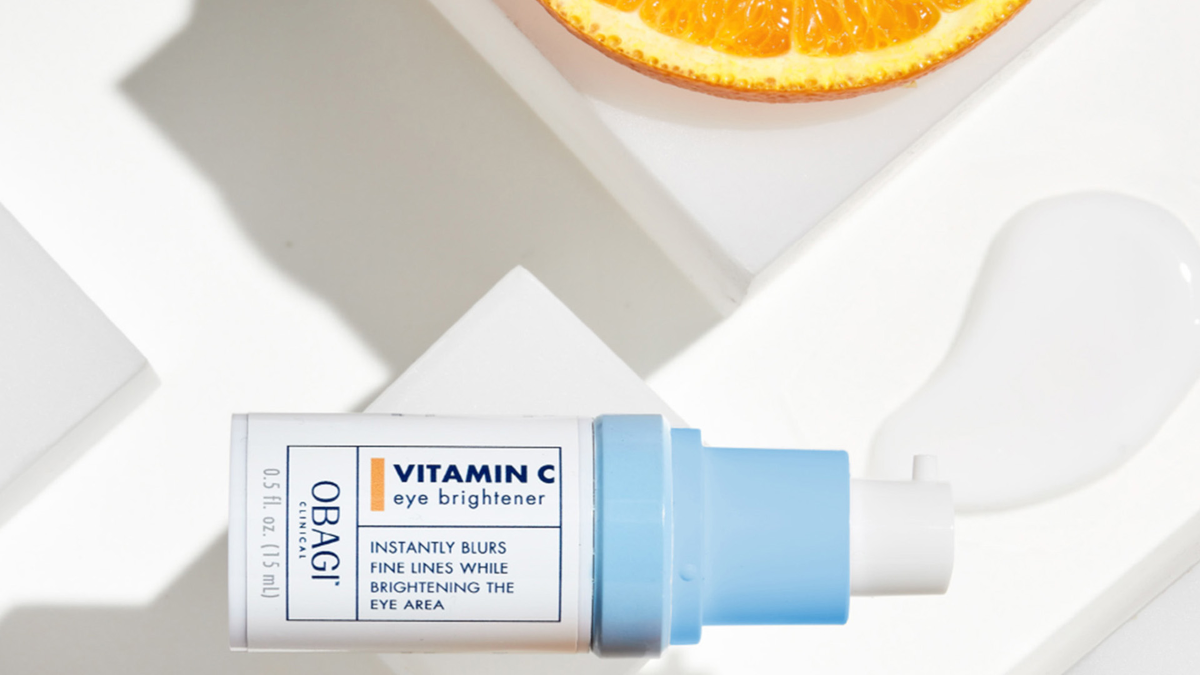 VITAMIN C
eye brightener
INSTANTLY BLURS
FINE LINES WHILE
BRIGHTENING THE
EYE AREA
OBAGI
CLINICAL
0.5 fl. oz. (15 mL)